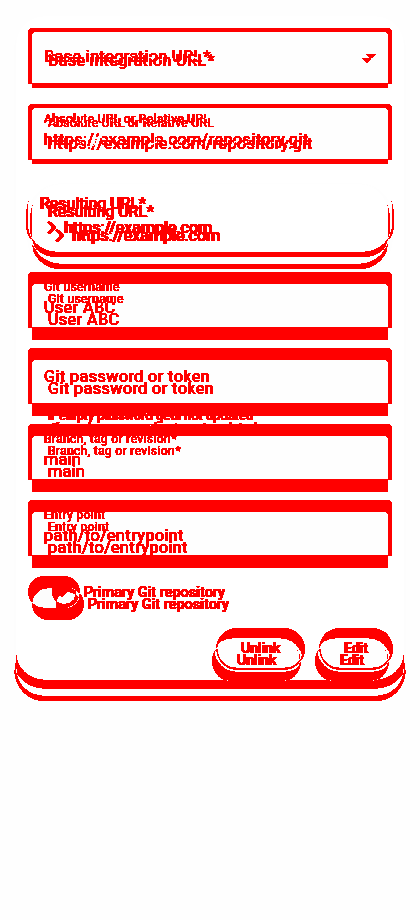 Base integration URL*
Absolute URL or Relative URL
https://example.com/repository.git
Resulting URL*
https://example.com
Git username
User ABC
Git password or token
If empty password not updated
Branch, tag or revision*
main
Entry point
path/to/entrypoint
Primary Git repository
Unlink Edit